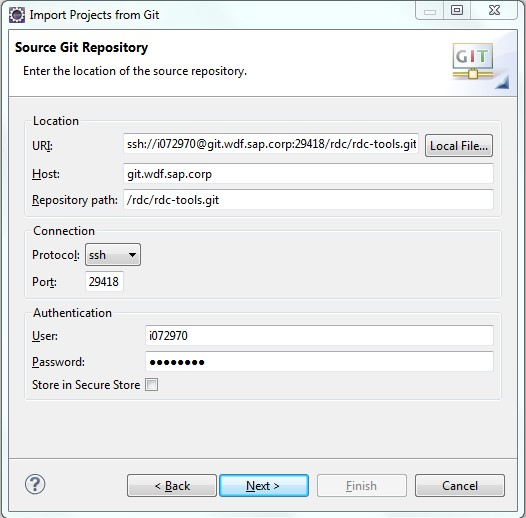 Import Projects from Git
Source Git Repository
Enter the location of the source repository.
GIT
Location
URI: ssh://i072970@git.wdf.sap.corp:29418/rdc/rdc-tools.git Local File...
Host: git.wdf.sap.corp
Repository path: /rdc/rdc-tools.git
Connection
Protocol: ssh
Port: 29418
Authentication
User: i072970
Password: ●●●●●●●●
Store in Secure Store
? < Back Next > Finish Cancel